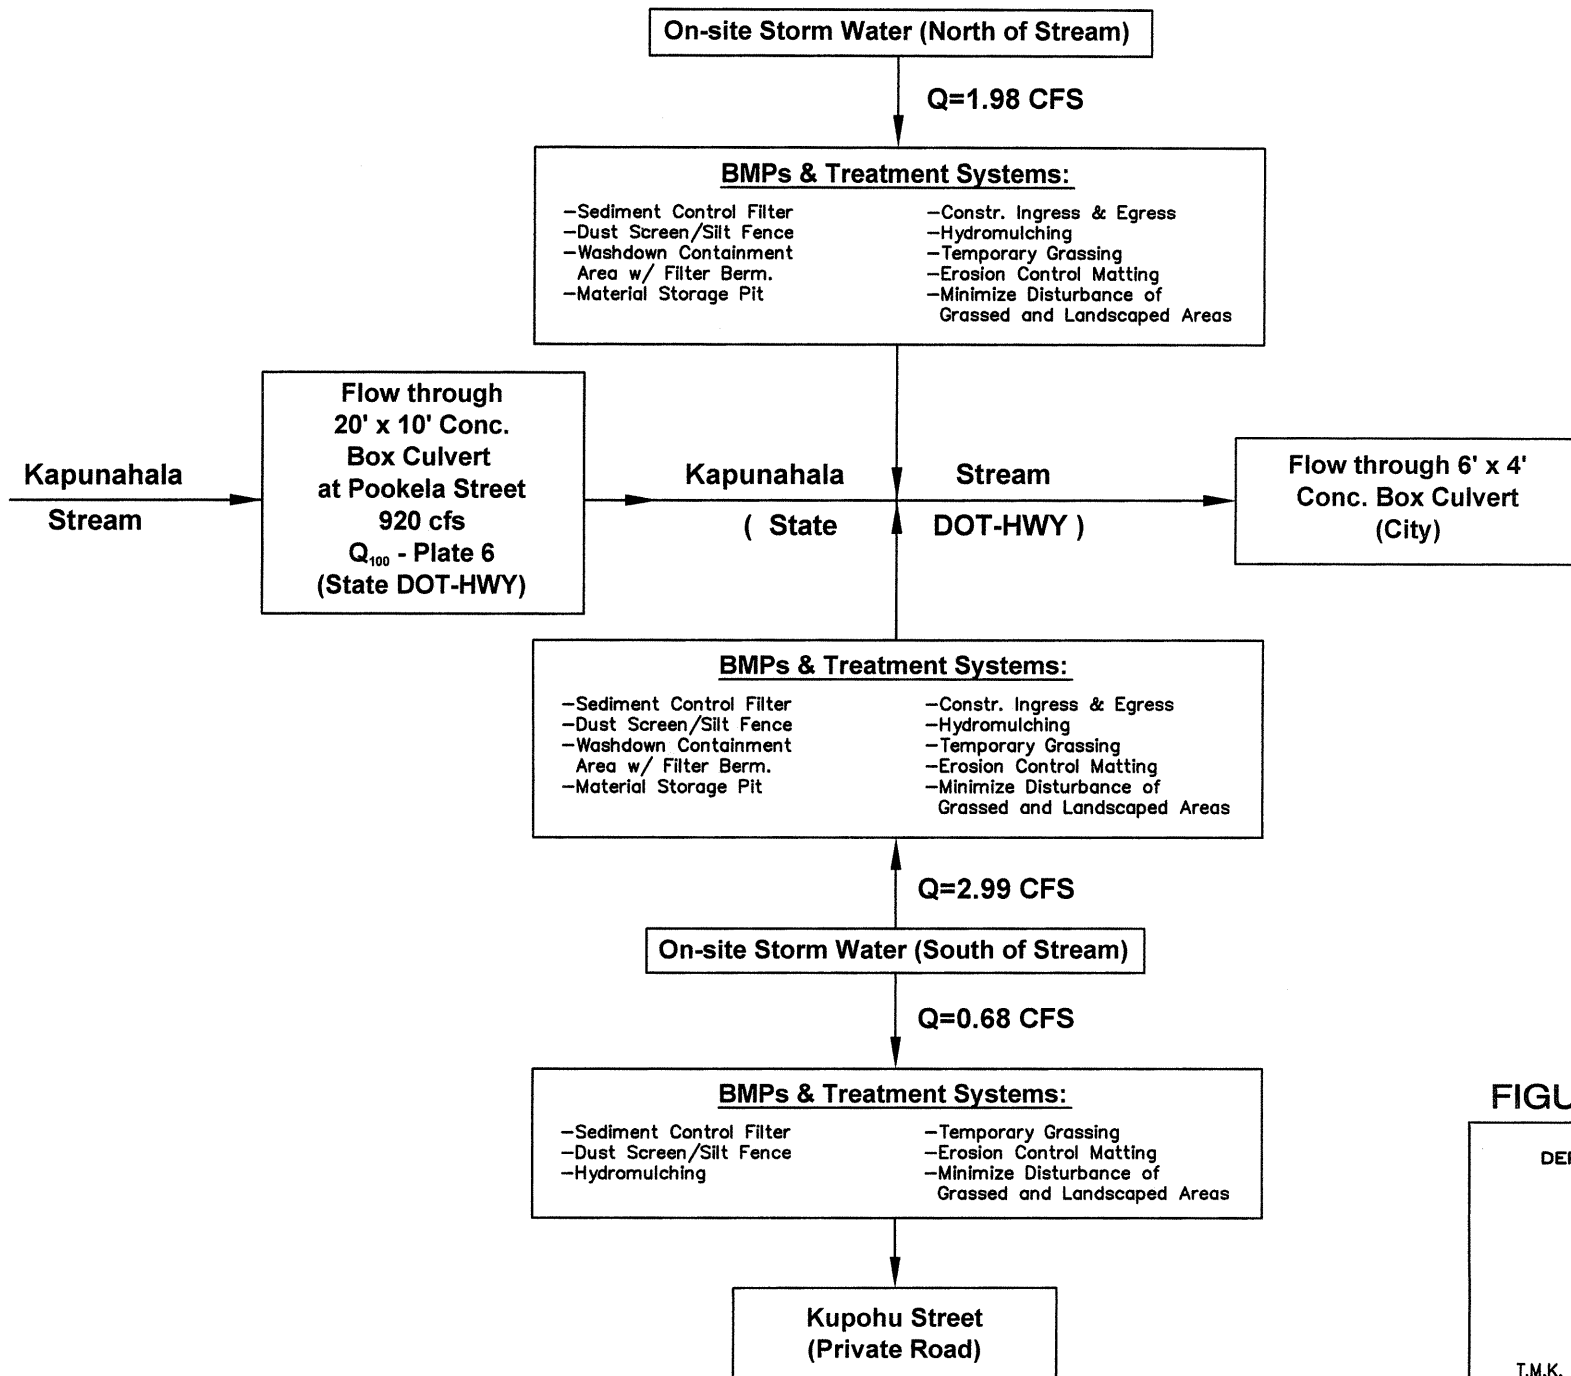 On-site Storm Water (North of Stream)
Q=1.98 CFS
BMPs & Treatment Systems:
-Sediment Control Filter
-Dust Screen/Silt Fence
-Washdown Containment
Area w/ Filter Berm.
-Material Storage Pit
-Constr. Ingress & Egress
-Hydromulching
-Temporary Grassing
-Erosion Control Matting
-Minimize Disturbance of
Grassed and Landscaped Areas
Kapunahala
Stream
Flow through
20' x 10' Conc.
Box Culvert
at Pookela Street
920 cfs
Q₁₀₀ - Plate 6
(State DOT-HWY)
Kapunahala Stream
( State DOT-HWY )
Flow through 6' x 4'
Conc. Box Culvert
(City)
BMPs & Treatment Systems:
-Sediment Control Filter
-Dust Screen/Silt Fence
-Washdown Containment
Area w/ Filter Berm.
-Material Storage Pit
-Constr. Ingress & Egress
-Hydromulching
-Temporary Grassing
-Erosion Control Matting
-Minimize Disturbance of
Grassed and Landscaped Areas
Q=2.99 CFS
On-site Storm Water (South of Stream)
Q=0.68 CFS
BMPs & Treatment Systems:
-Sediment Control Filter
-Dust Screen/Silt Fence
-Hydromulching
-Temporary Grassing
-Erosion Control Matting
-Minimize Disturbance of
Grassed and Landscaped Areas
Kupohu Street
(Private Road)
FIGU
DE
T.M.K.